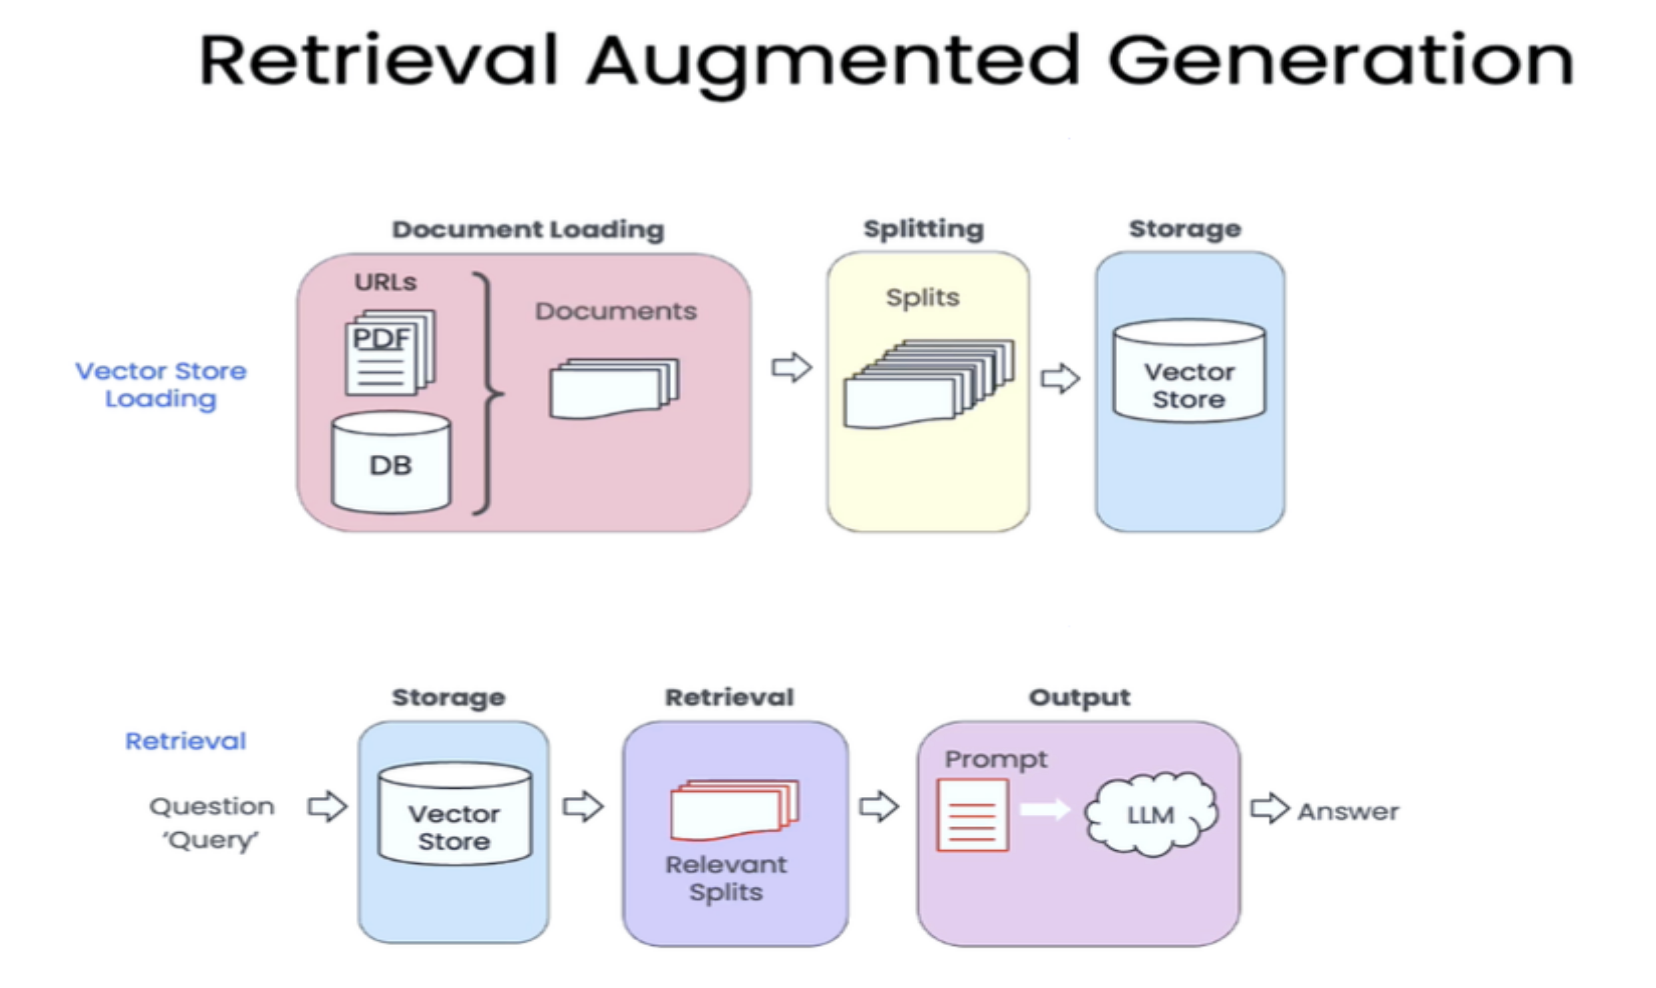 Retrieval Augmented Generation
Document Loading
Splitting
Storage
Vector Store
Loading
URLs
PDF
DB
Documents
Splits
Vector
Store
Storage
Retrieval
Output
Retrieval
Question
‘Query’
Vector
Store
Relevant
Splits
Prompt
LLM
Answer